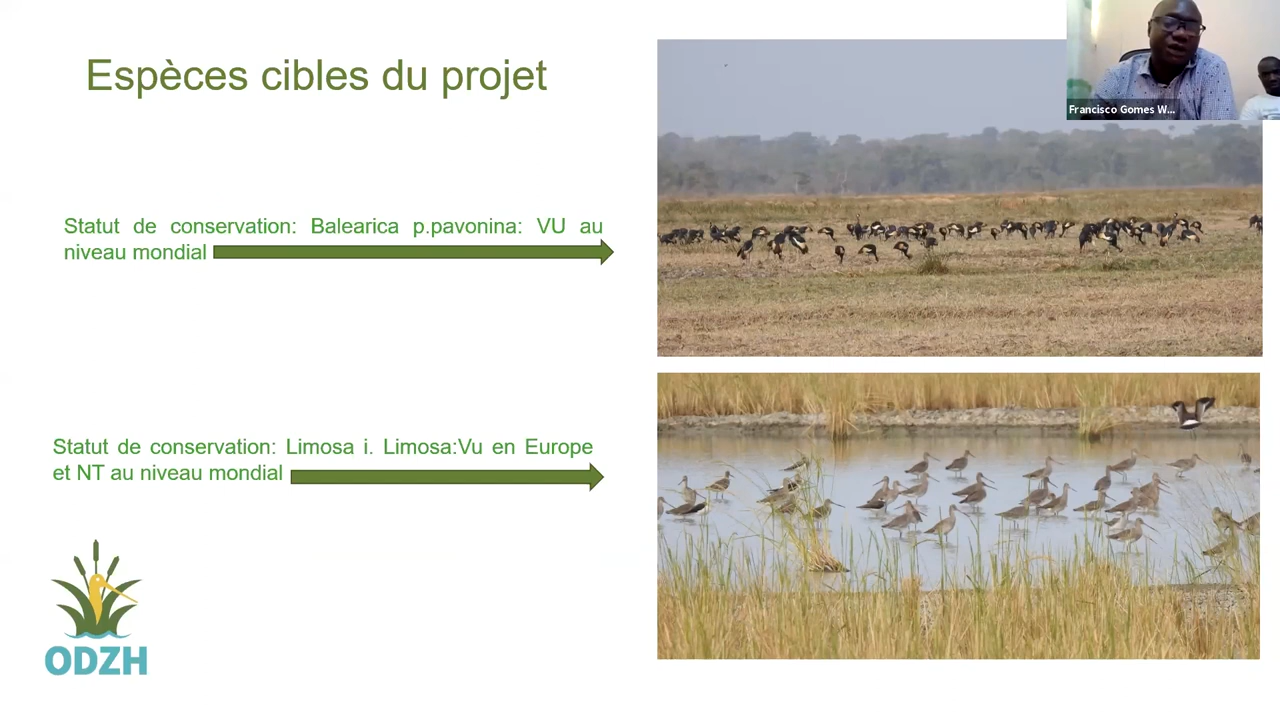 Espèces cibles du projet
Francisco Gomes W...
Statut de conservation: Balearica p.pavonina: VU au
niveau mondial
Statut de conservation: Limosa i. Limosa:Vu en Europe
et NT au niveau mondial
ODZH